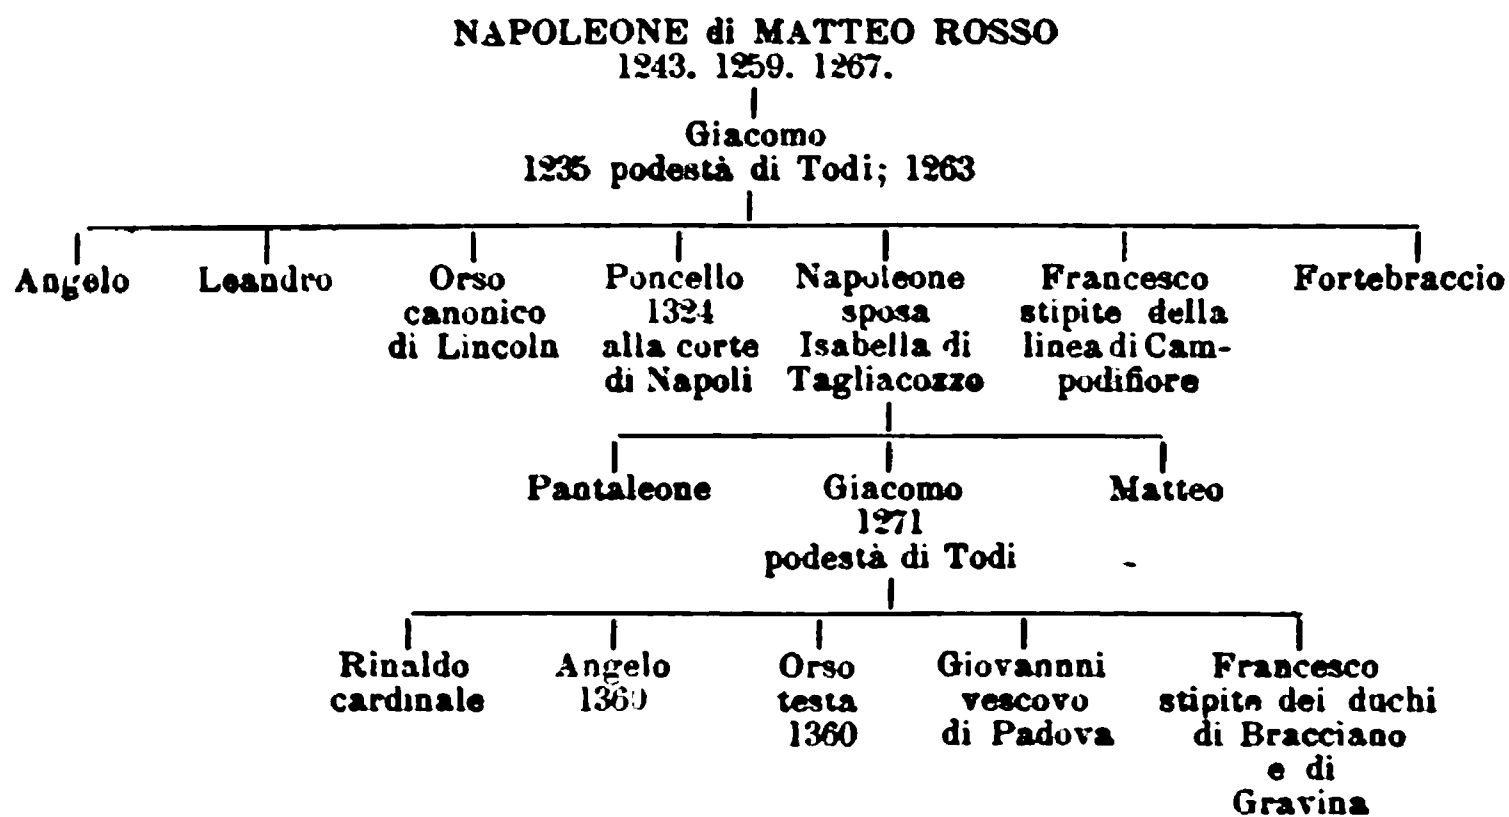 NAPOLEONE di MATTEO ROSSO
1243. 1259. 1267.
Giacomo
1235 podestà di Todi; 1263
Angelo
Leandro
Orso
canonico
di Lincoln
Poncello
1324
alla corte
di Napoli
Napoleone
sposa
Isabella di
Tagliacozzo
Francesco
stipite della
linea di Cam-
podifiore
Fortebraccio
Pantaleone
Giacomo
1271
podestà di Todi
Matteo
Rinaldo
cardinale
Angelo
1360
Orso
testa
1360
Giovannni
vescovo
di Padova
Francesco
stipite dei duchi
di Bracciano
e di
Gravina